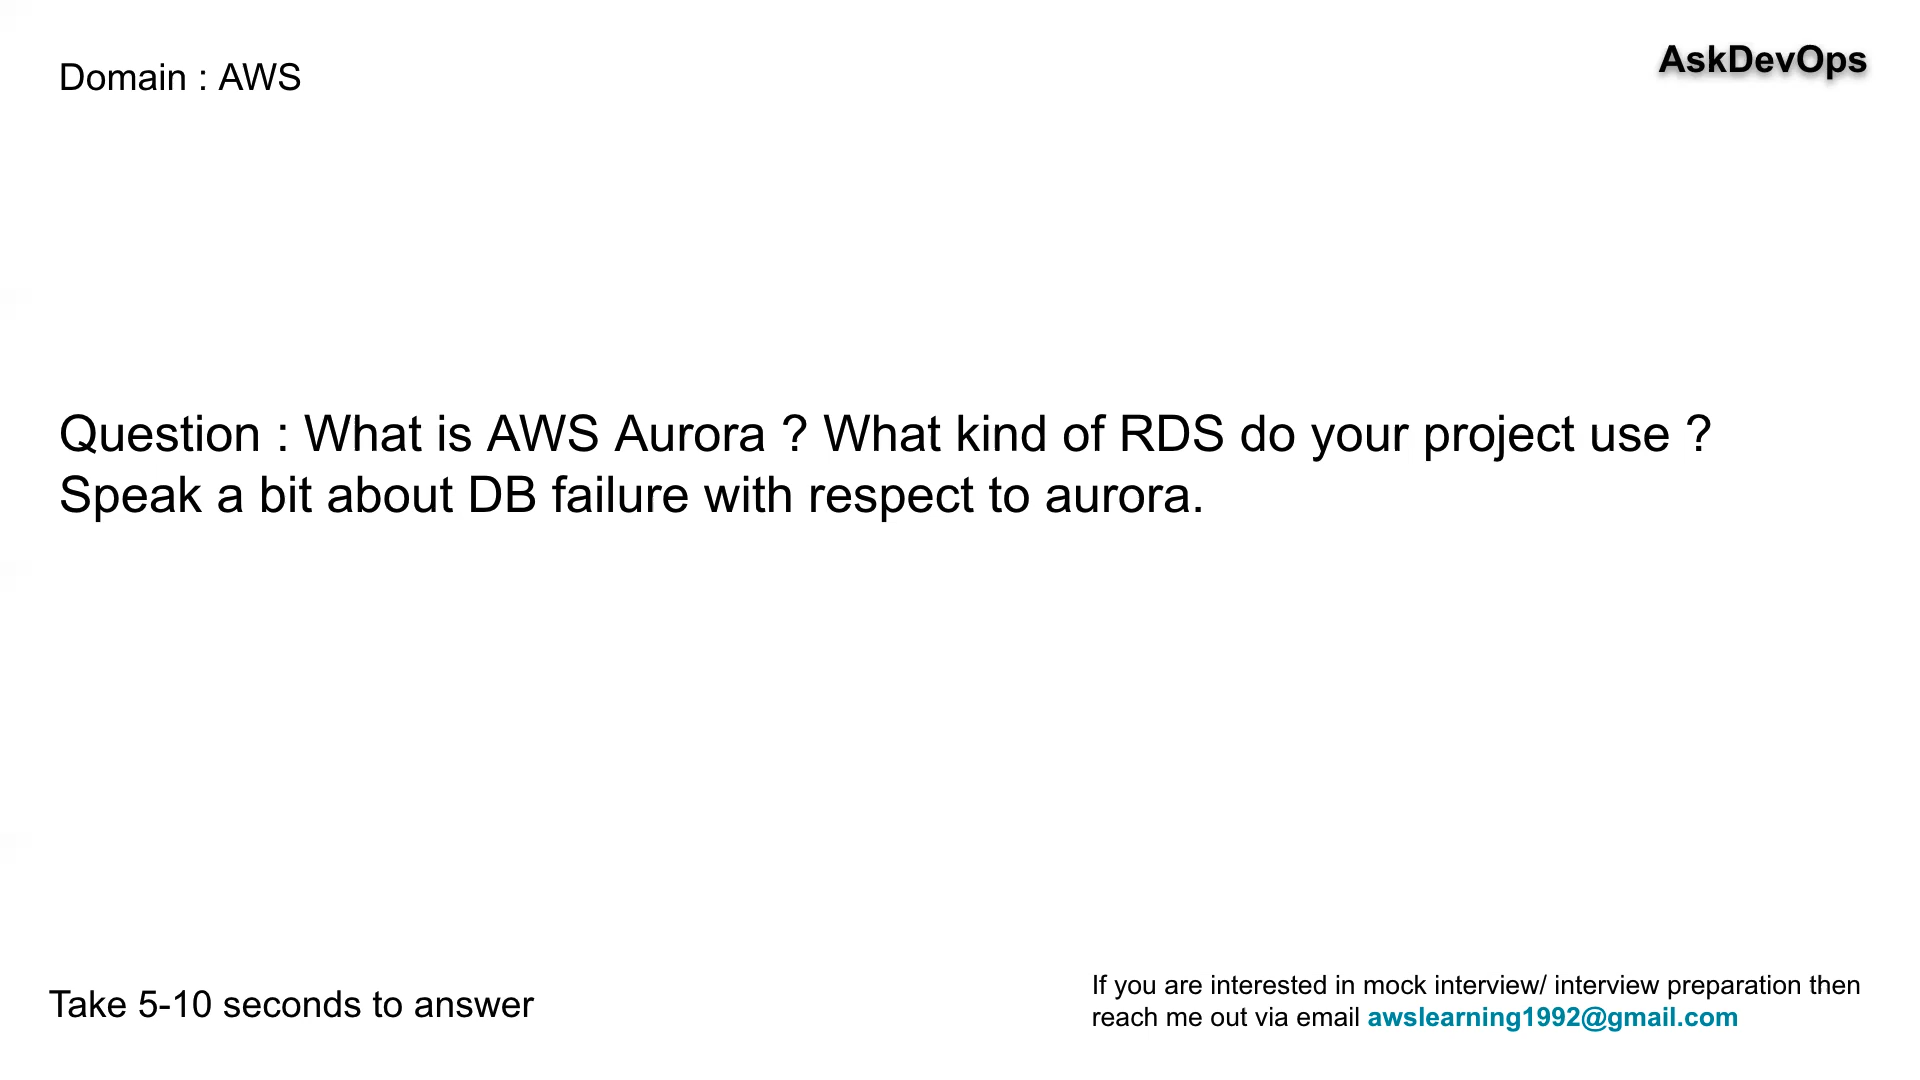 Domain : AWS
AskDevOps
Question : What is AWS Aurora ? What kind of RDS do your project use ?
Speak a bit about DB failure with respect to aurora.
Take 5-10 seconds to answer
If you are interested in mock interview/ interview preparation then
reach me out via email awslearning1992@gmail.com